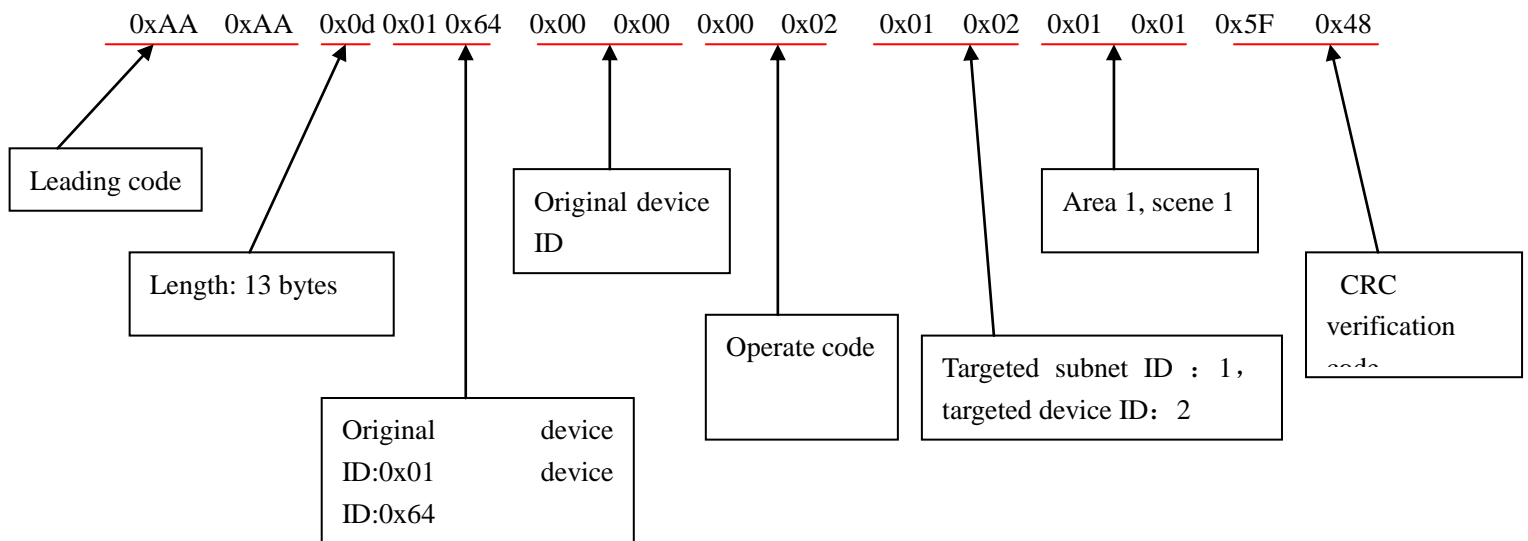 0xAA 0xAA 0x0d 0x01 0x64 0x00 0x00 0x00 0x02 0x01 0x02 0x01 0x01 0x5F 0x48
Leading code
Length: 13 bytes
Original device
ID:0x01 device
ID:0x64
Original device
ID
Operate code
Targeted subnet ID ：1，
targeted device ID：2
Area 1, scene 1
CRC
verification
code